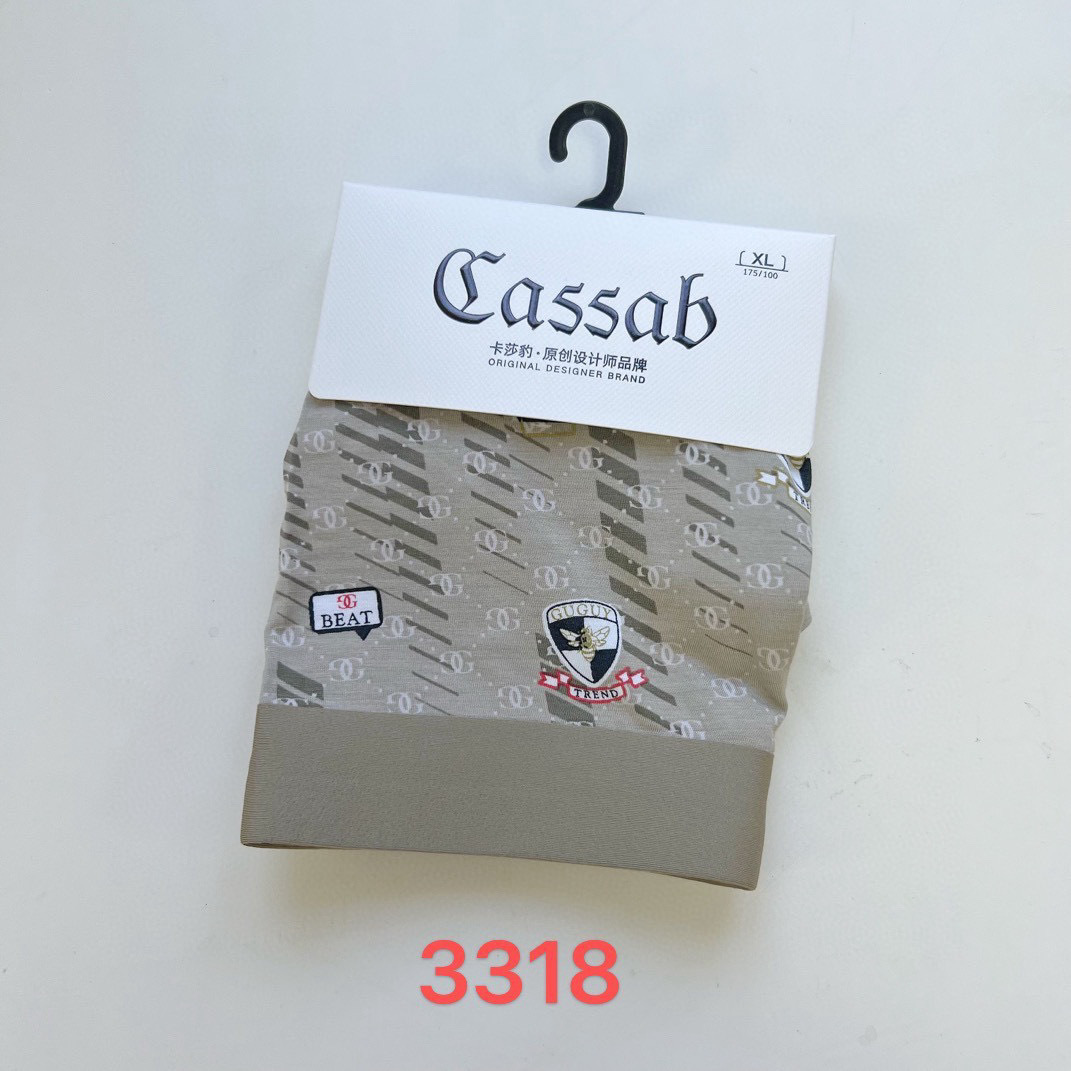 Cassab
[ XL ]
175/100
卡莎豹·原创设计师品牌
ORIGINAL DESIGNER BRAND
BEAT
GUGUY
TREND
3318